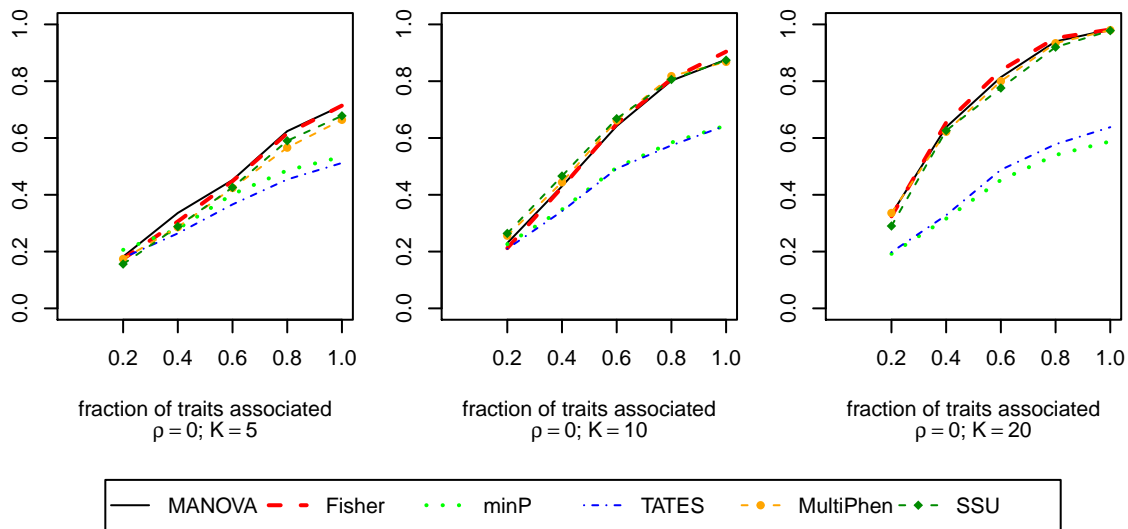 0.0 0.2 0.4 0.6 0.8 1.0
0.2 0.4 0.6 0.8 1.0
fraction of traits associated
ρ = 0; K = 5
0.0 0.2 0.4 0.6 0.8 1.0
0.2 0.4 0.6 0.8 1.0
fraction of traits associated
ρ = 0; K = 10
0.0 0.2 0.4 0.6 0.8 1.0
0.2 0.4 0.6 0.8 1.0
fraction of traits associated
ρ = 0; K = 20
MANOVA Fisher minP TATES MultiPhen SSU